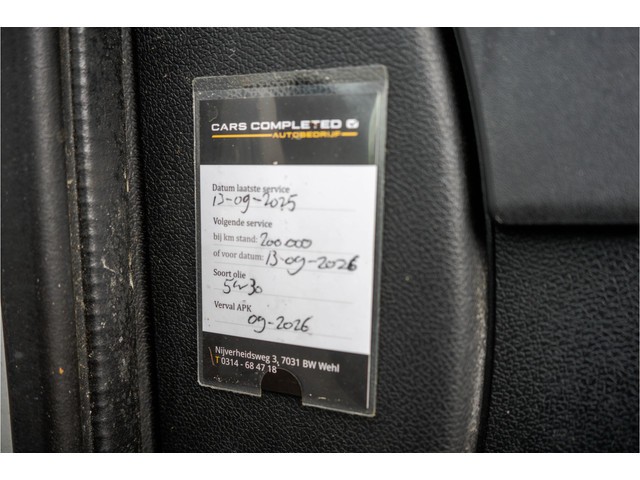 CARS COMPLETED
AUTOBEDRIJF
Datum laatste service
13-09-2025
Volgende service
bij km stand: 200.000
of voor datum: 13-09-2026
Soort olie
5w30
Verval APK
09-2026
Nijverheidsweg 3, 7031 BW Wehl
T 0314 - 68 47 18